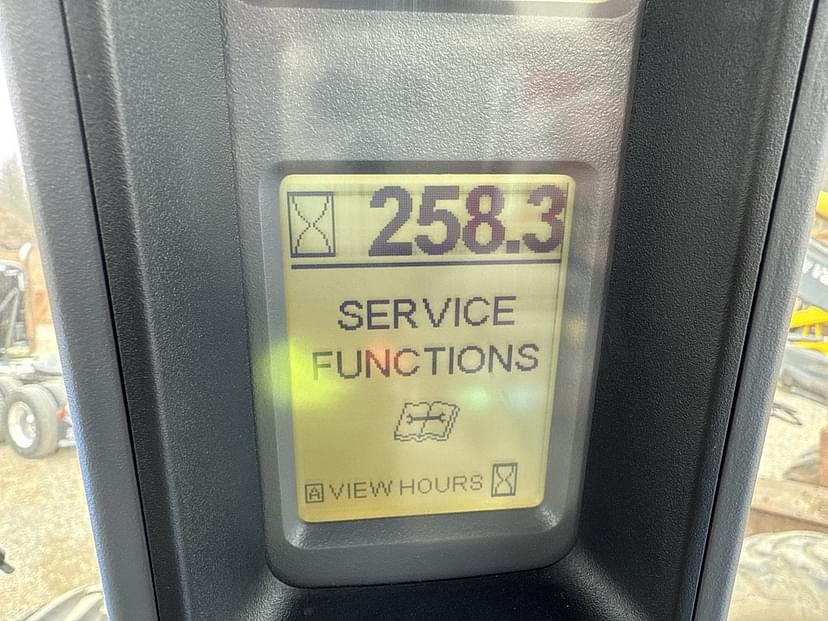 258.3
SERVICE
FUNCTIONS
A VIEW HOURS